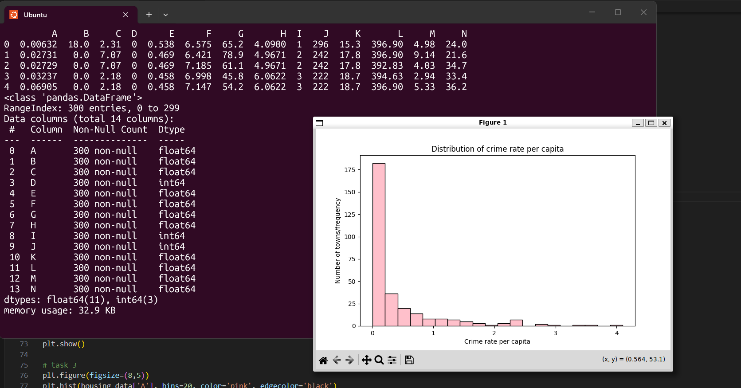 Ubuntu
A B C D E F G H I J K L M N
0 0.00632 18.0 2.31 0 0.538 6.575 65.2 4.0900 1 296 15.3 396.90 4.98 24.0
1 0.02731 0.0 7.07 0 0.469 6.421 78.9 4.9671 2 242 17.8 396.90 9.14 21.6
2 0.02729 0.0 7.07 0 0.469 7.185 61.1 4.9671 2 242 17.8 392.83 4.03 34.7
3 0.03237 0.0 2.18 0 0.458 6.998 45.8 6.0622 3 222 18.7 394.63 2.94 33.4
4 0.06905 0.0 2.18 0 0.458 7.147 54.2 6.0622 3 222 18.7 396.90 5.33 36.2
<class 'pandas.DataFrame'>
RangeIndex: 300 entries, 0 to 299
Data columns (total 14 columns):
# Column Non-Null Count Dtype
--- ------ -------------- -----
0 A 300 non-null float64
1 B 300 non-null float64
2 C 300 non-null float64
3 D 300 non-null int64
4 E 300 non-null float64
5 F 300 non-null float64
6 G 300 non-null float64
7 H 300 non-null float64
8 I 300 non-null int64
9 J 300 non-null int64
10 K 300 non-null float64
11 L 300 non-null float64
12 M 300 non-null float64
13 N 300 non-null float64
dtypes: float64(11), int64(3)
memory usage: 32.9 KB
Figure 1
Distribution of crime rate per capita
Number of towns/frequency
175
150
125
100
75
50
25
0
0 1 2 3 4
Crime rate per capita
(x, y) = (0.564, 53.1)
73 plt.show()
74
75 # task J
76 plt.figure(figsize=(8,5))
77 plt.hist(housing_data['A'], bins=20, color='pink', edgecolor='black')